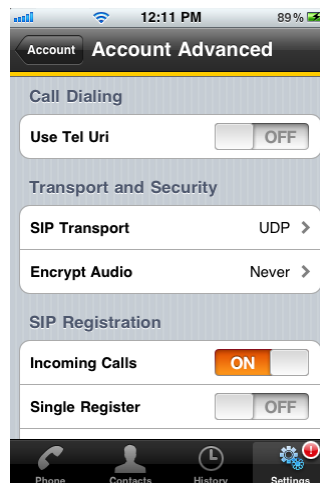 12:11 PM 89%
Account Account Advanced
Call Dialing
Use Tel Uri OFF
Transport and Security
SIP Transport UDP
Encrypt Audio Never
SIP Registration
Incoming Calls ON
Single Register OFF
Phone Contacts History Settings